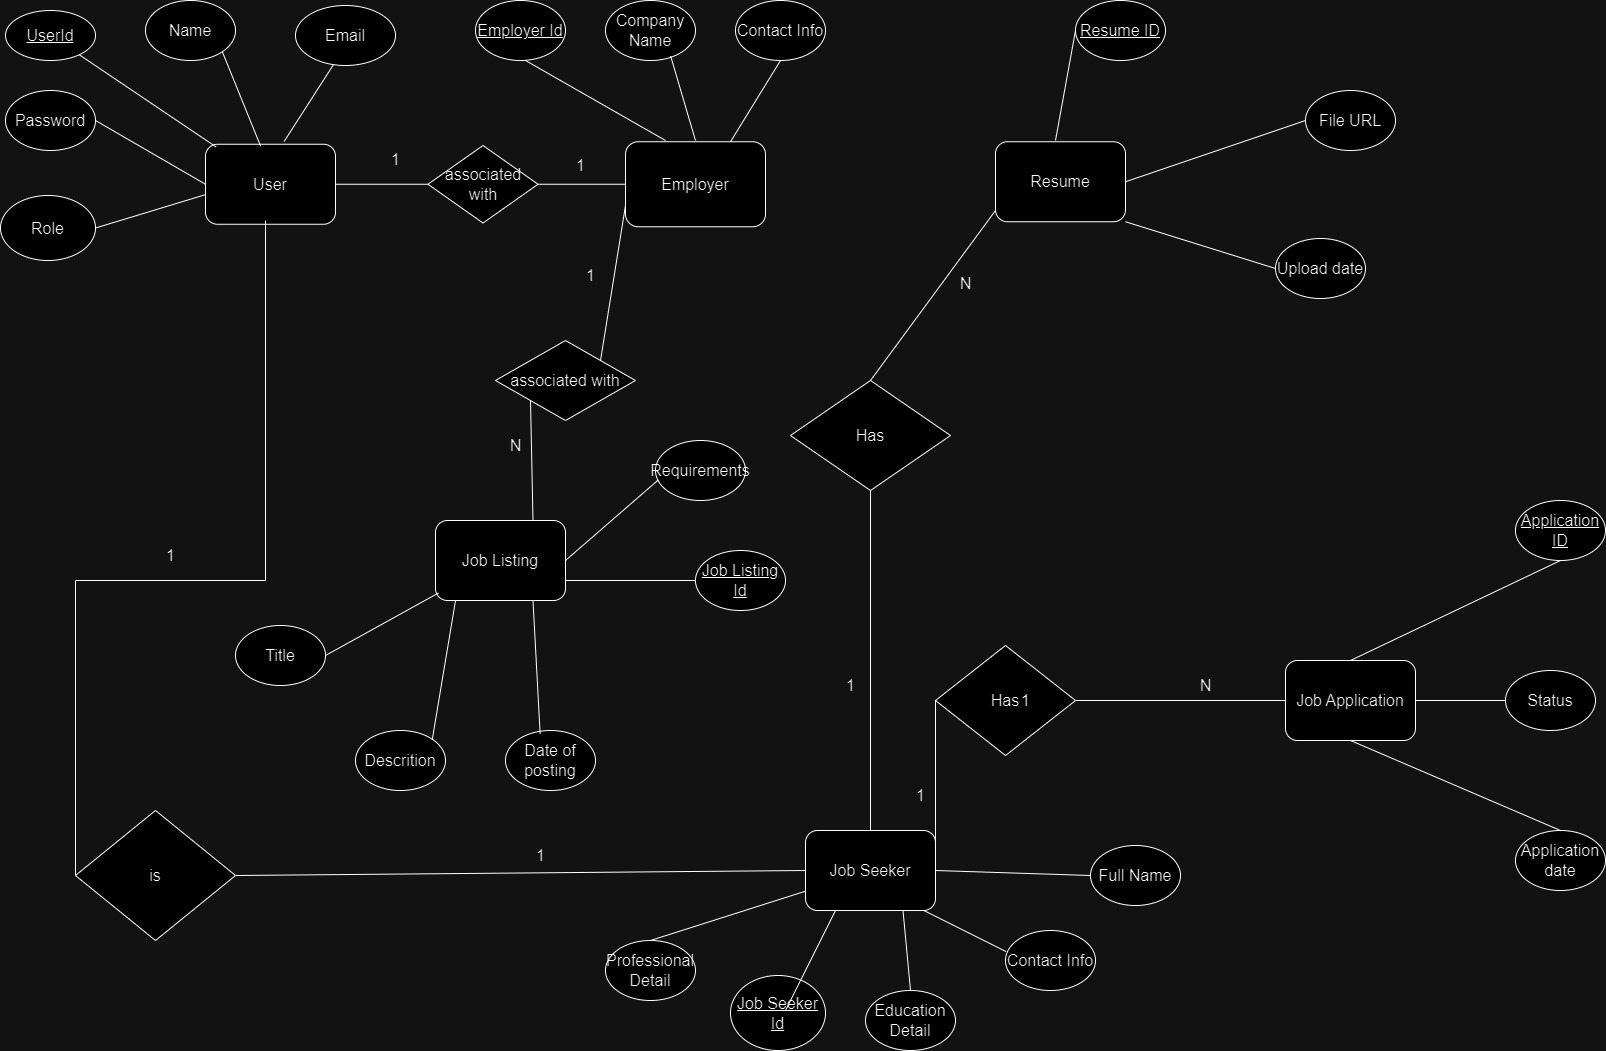 UserId
Name
Email
Employer Id
Company
Name
Contact Info
Resume ID
Password
File URL
1
1
associated
with
User
Employer
Resume
Role
Upload date
1
N
associated with
Has
N
Requirements
Application
ID
1
Job Listing
Job Listing
Id
Title
1
Has
1
N
Job Application
Status
Descrition
Date of
posting
1
1
is
Job Seeker
Full Name
Application
date
Professional
Detail
Contact Info
Job Seeker
Id
Education
Detail